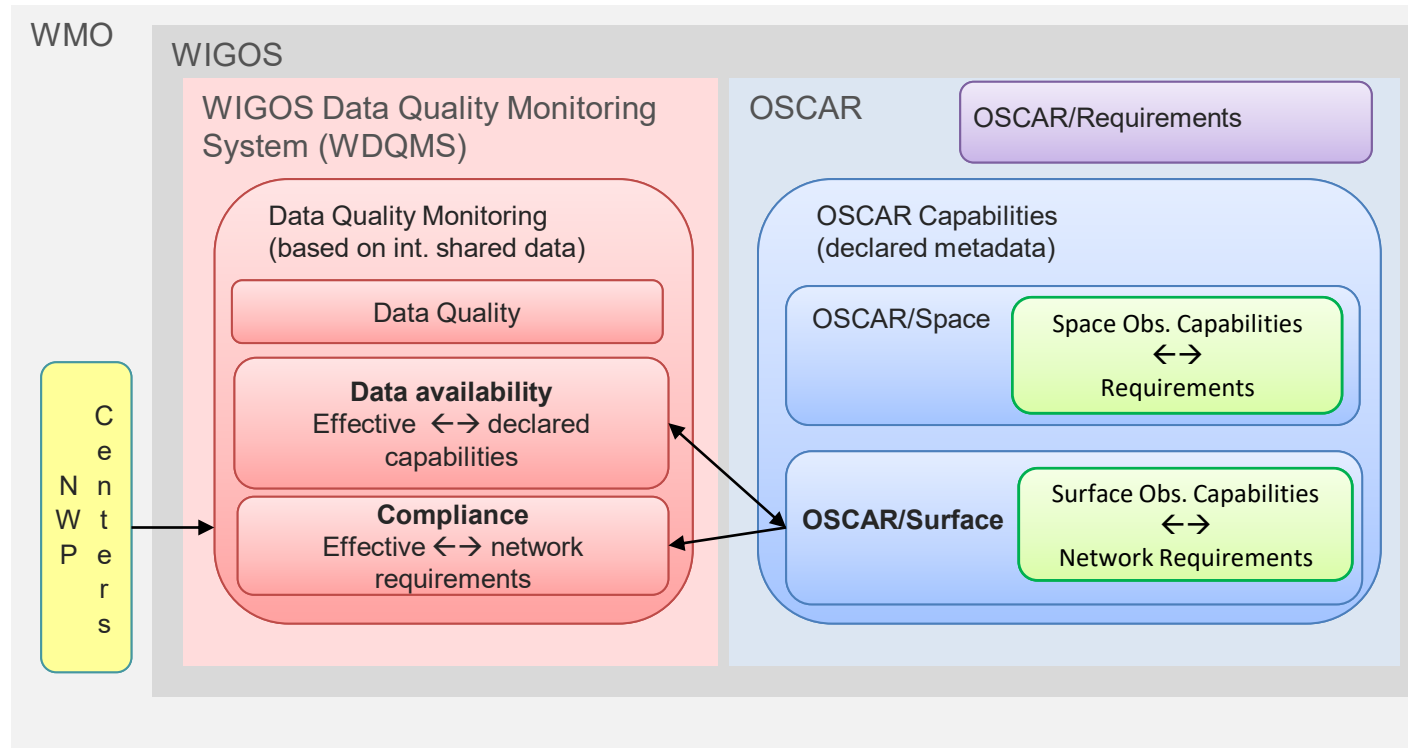 WMO
WIGOS
WIGOS Data Quality Monitoring
System (WDQMS)
Data Quality Monitoring
(based on int. shared data)
Data Quality
Data availability
Effective ←→ declared
capabilities
Compliance
Effective ←→ network
requirements
NWP Centers
OSCAR
OSCAR/Requirements
OSCAR Capabilities
(declared metadata)
OSCAR/Space
Space Obs. Capabilities
←→
Requirements
OSCAR/Surface
Surface Obs. Capabilities
←→
Network Requirements